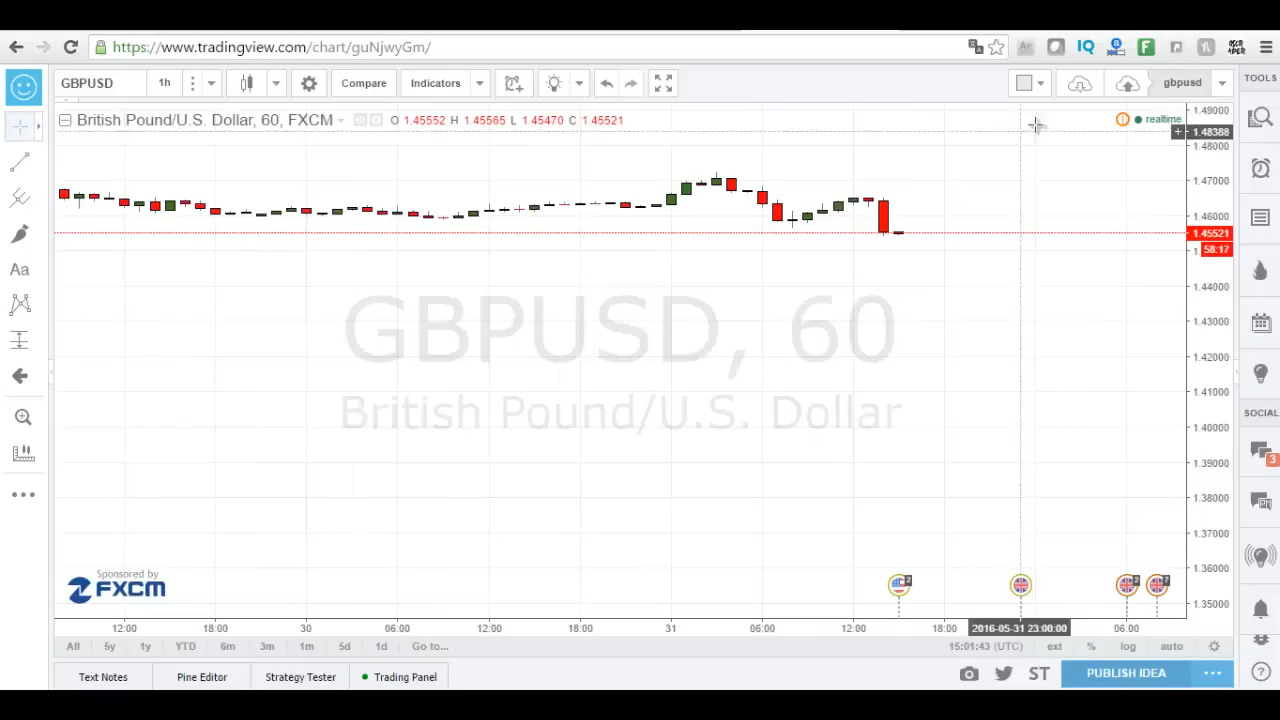 https://www.tradingview.com/chart/guNjwyGm/
IQ
GBPUSD 1h Compare Indicators gbpusd TOOLS
British Pound/U.S. Dollar, 60, FXCM O 1.45552 H 1.45565 L 1.45470 C 1.45521 realtime
1.49000
1.48388
1.48000
1.47000
1.46000
1.45521
58:17
1.44000
1.43000
1.42000
1.41000
1.40000
1.39000
1.38000
1.37000
1.36000
1.35000
Aa
GBPUSD, 60
British Pound/U.S. Dollar
SOCIAL
3
Sponsored by
FXCM
12:00 18:00 30 06:00 12:00 18:00 31 06:00 12:00 18:00 2016-05-31 23:00:00 06:00
All 5y 1y YTD 6m 3m 1m 5d 1d Go to... 15:01:43 (UTC) ext % log auto
Text Notes Pine Editor Strategy Tester Trading Panel ST PUBLISH IDEA